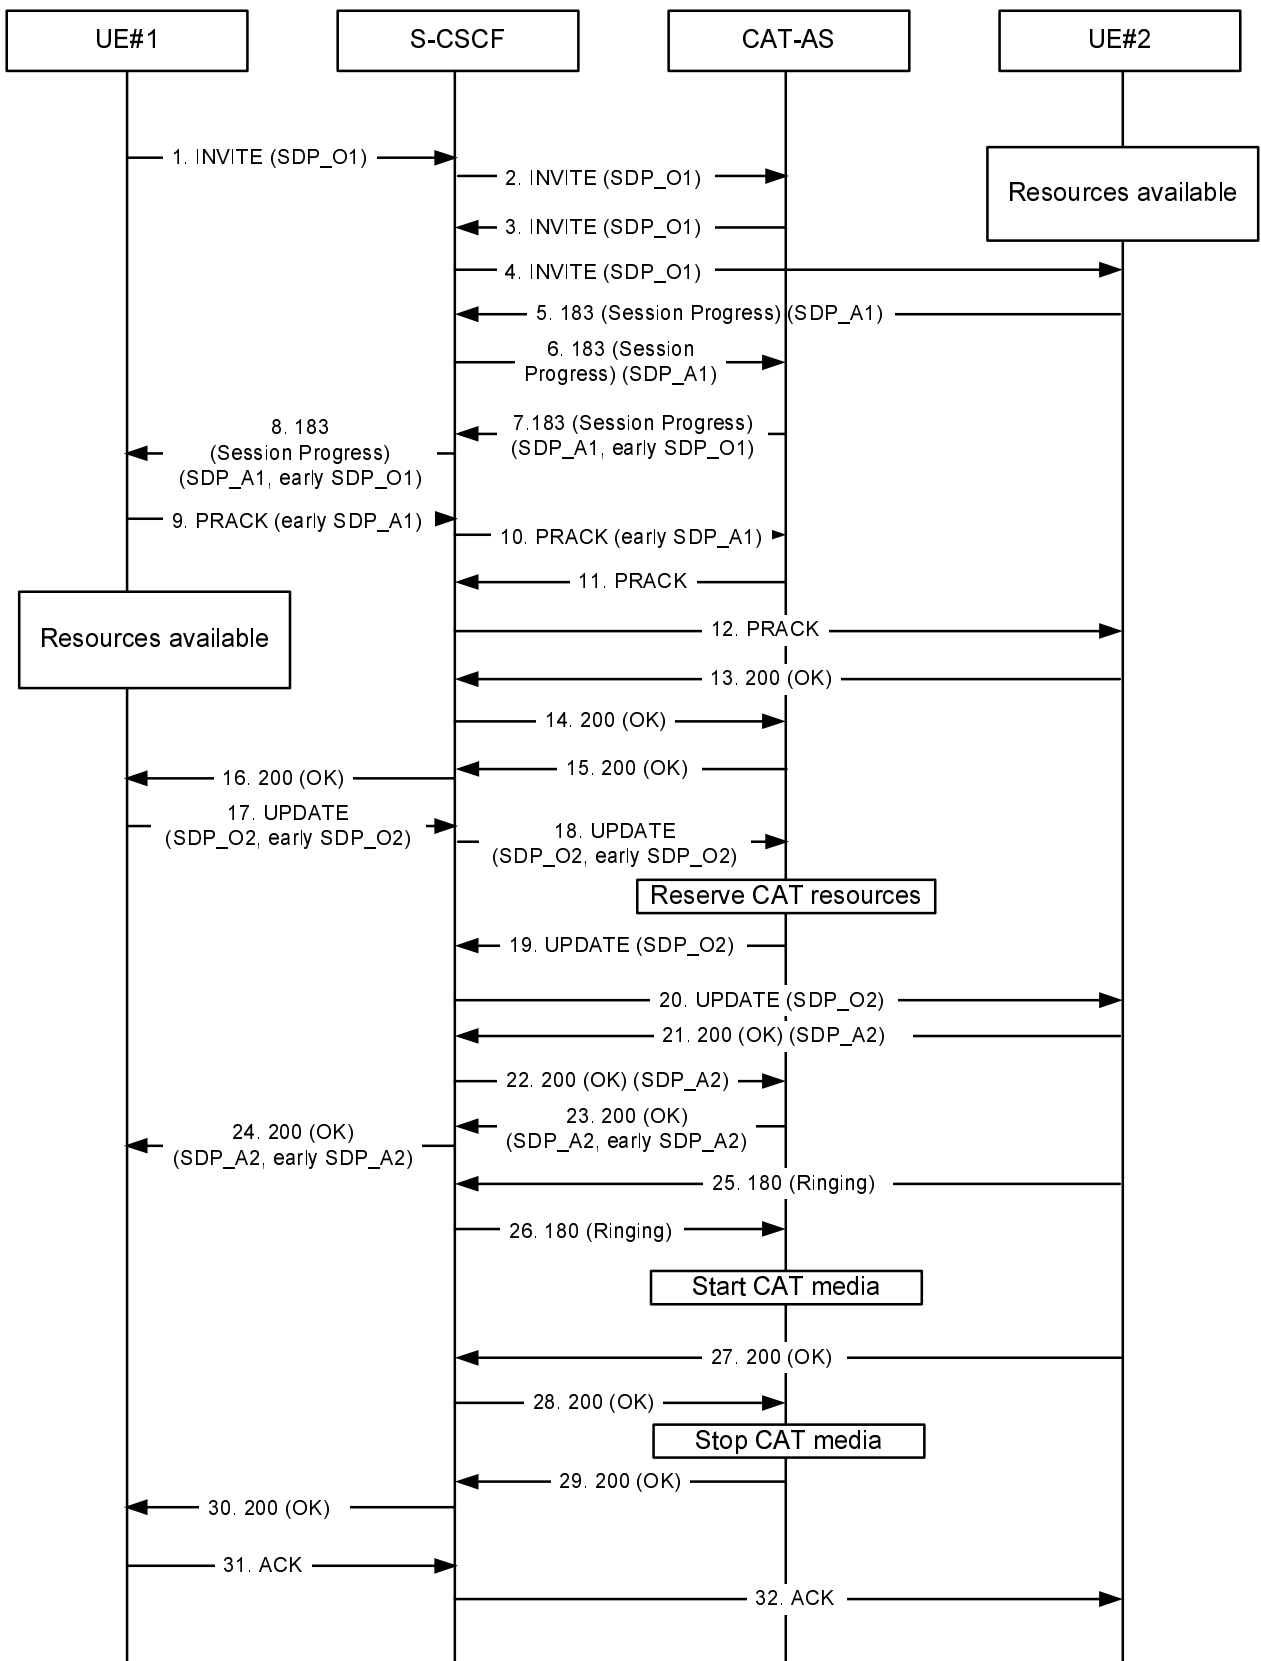 UE#1
S-CSCF
CAT-AS
UE#2
1. INVITE (SDP_O1)
2. INVITE (SDP_O1)
Resources available
3. INVITE (SDP_O1)
4. INVITE (SDP_O1)
5. 183 (Session Progress) (SDP_A1)
6. 183 (Session
Progress) (SDP_A1)
7.183 (Session Progress)
(SDP_A1, early SDP_O1)
8. 183
(Session Progress)
(SDP_A1, early SDP_O1)
9. PRACK (early SDP_A1)
10. PRACK (early SDP_A1)
11. PRACK
Resources available
12. PRACK
13. 200 (OK)
14. 200 (OK)
15. 200 (OK)
16. 200 (OK)
17. UPDATE
(SDP_O2, early SDP_O2)
18. UPDATE
(SDP_O2, early SDP_O2)
Reserve CAT resources
19. UPDATE (SDP_O2)
20. UPDATE (SDP_O2)
21. 200 (OK) (SDP_A2)
22. 200 (OK) (SDP_A2)
23. 200 (OK)
(SDP_A2, early SDP_A2)
24. 200 (OK)
(SDP_A2, early SDP_A2)
25. 180 (Ringing)
26. 180 (Ringing)
Start CAT media
27. 200 (OK)
28. 200 (OK)
Stop CAT media
29. 200 (OK)
30. 200 (OK)
31. ACK
32. ACK